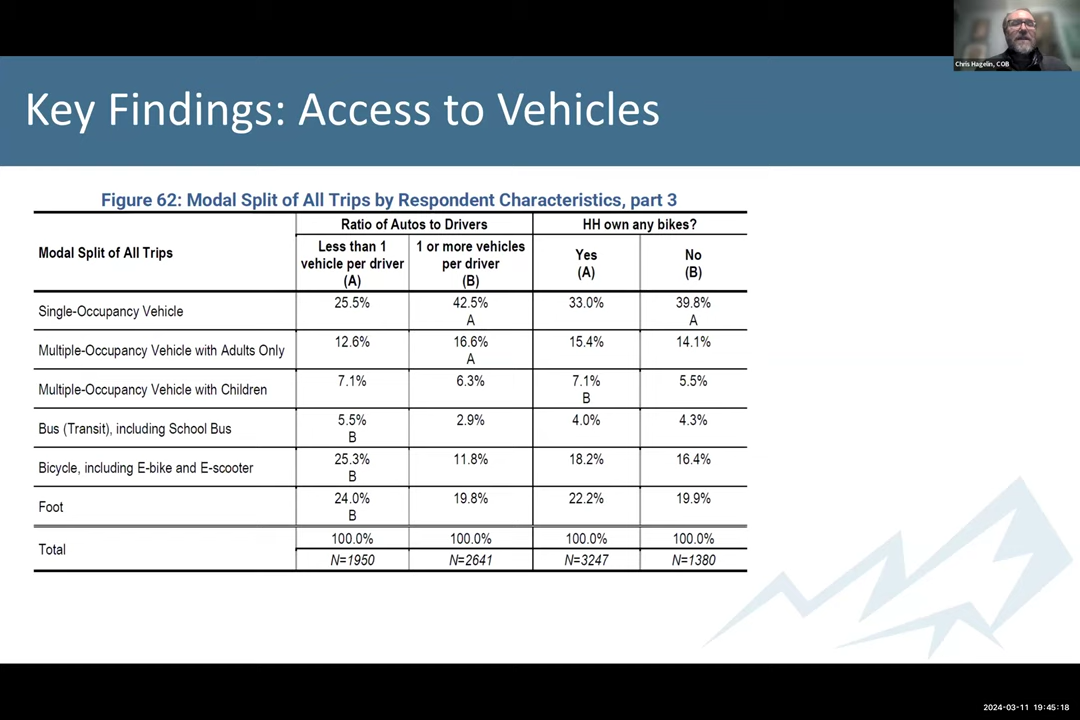 Chris Hagelin, COB
Key Findings: Access to Vehicles
Figure 62: Modal Split of All Trips by Respondent Characteristics, part 3
Modal Split of All Trips
Ratio of Autos to Drivers
HH own any bikes?
Less than 1
vehicle per driver
(A)
1 or more vehicles
per driver
(B)
Yes
(A)
No
(B)
Single-Occupancy Vehicle
25.5%
42.5%
A
33.0%
39.8%
A
Multiple-Occupancy Vehicle with Adults Only
12.6%
16.6%
A
15.4%
14.1%
Multiple-Occupancy Vehicle with Children
7.1%
6.3%
7.1%
B
5.5%
Bus (Transit), including School Bus
5.5%
B
2.9%
4.0%
4.3%
Bicycle, including E-bike and E-scooter
25.3%
B
11.8%
18.2%
16.4%
Foot
24.0%
B
19.8%
22.2%
19.9%
Total
100.0%
100.0%
100.0%
100.0%
N=1950
N=2641
N=3247
N=1380
2024-03-11 19:45:18